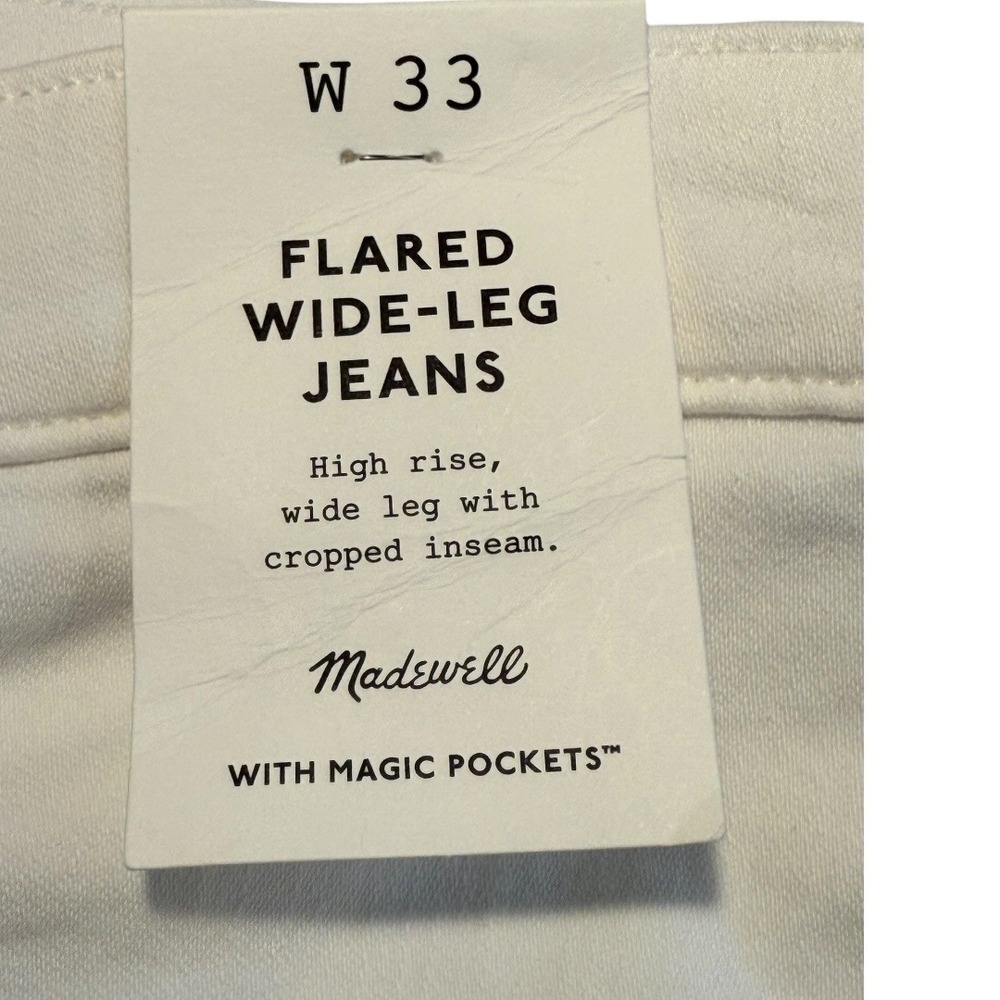 W 33
FLARED
WIDE-LEG
JEANS
High rise,
wide leg with
cropped inseam.
Madewell
WITH MAGIC POCKETS™